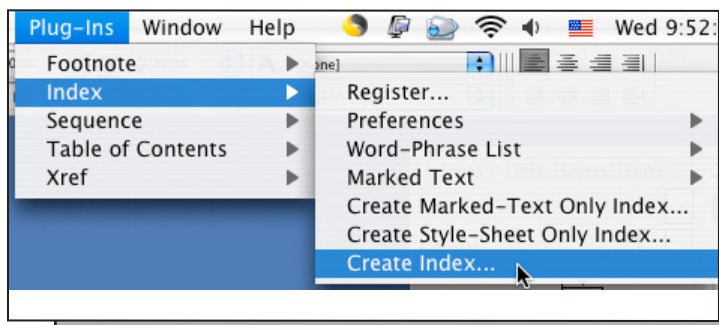 Plug-Ins Window Help Wed 9:52:
Footnote
Index
Sequence
Table of Contents
Xref
Register...
Preferences
Word-Phrase List
Marked Text
Create Marked-Text Only Index...
Create Style-Sheet Only Index...
Create Index...